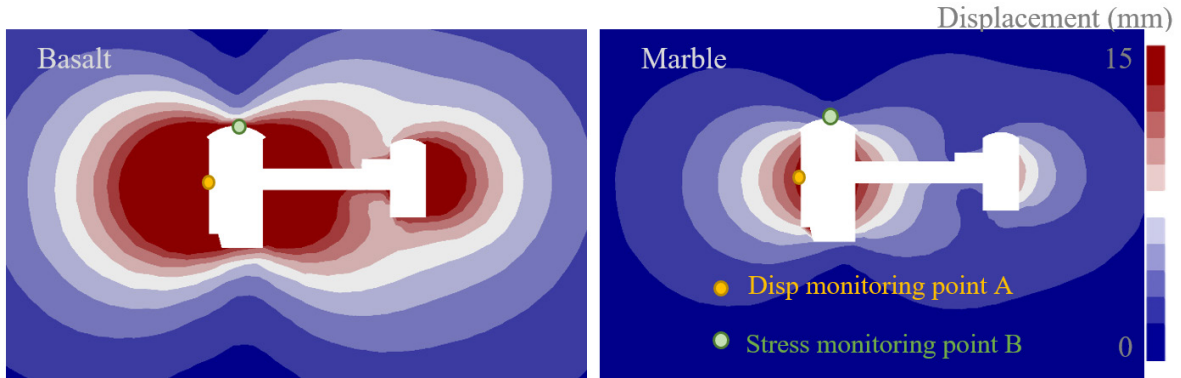 Displacement (mm)
Basalt
Marble
15
Disp monitoring point A
Stress monitoring point B
0